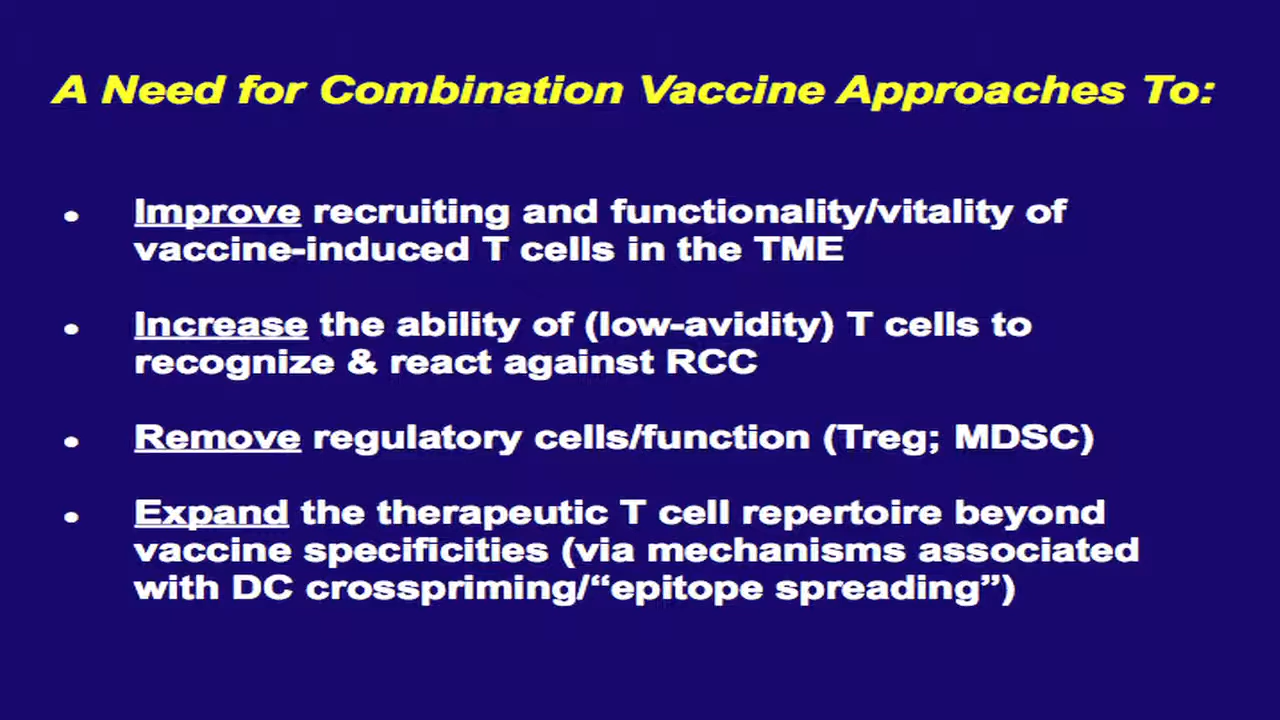 A Need for Combination Vaccine Approaches To:
• Improve recruiting and functionality/vitality of
vaccine-induced T cells in the TME
• Increase the ability of (low-avidity) T cells to
recognize & react against RCC
• Remove regulatory cells/function (Treg; MDSC)
• Expand the therapeutic T cell repertoire beyond
vaccine specificities (via mechanisms associated
with DC crosspriming/“epitope spreading”)